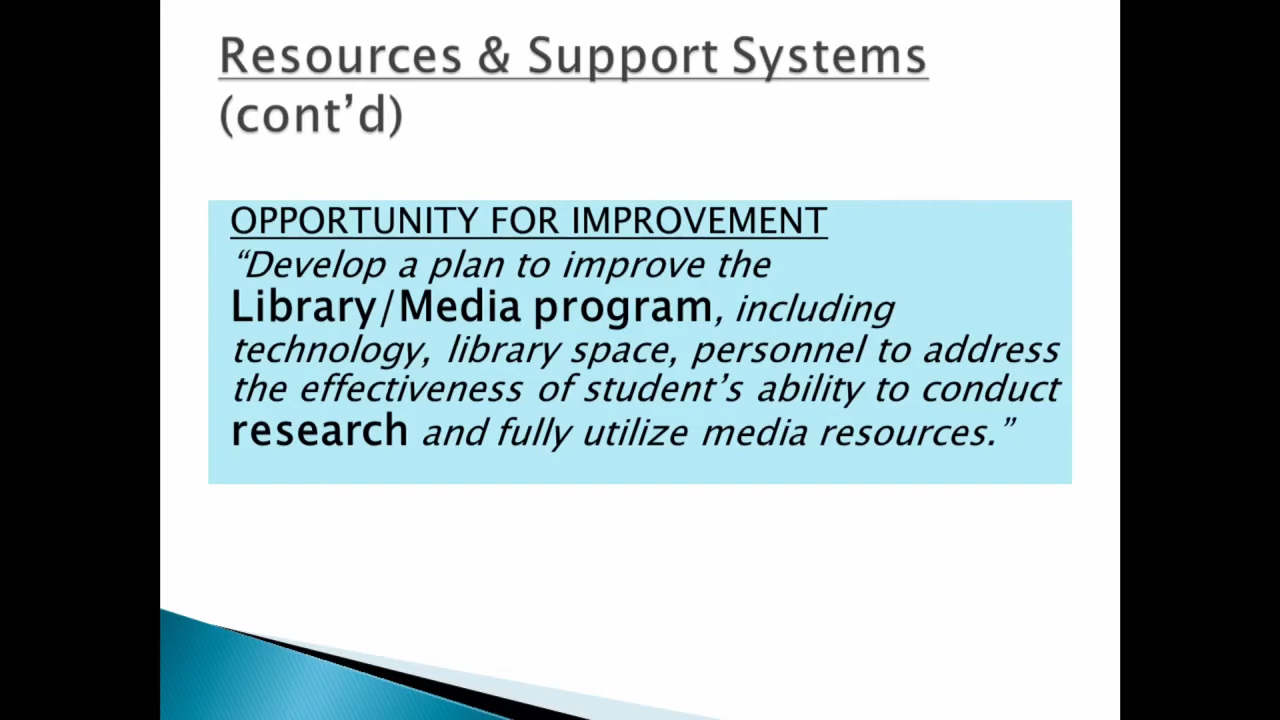 Resources & Support Systems
(cont’d)
OPPORTUNITY FOR IMPROVEMENT
“Develop a plan to improve the
Library/Media program, including
technology, library space, personnel to address
the effectiveness of student’s ability to conduct
research and fully utilize media resources.”